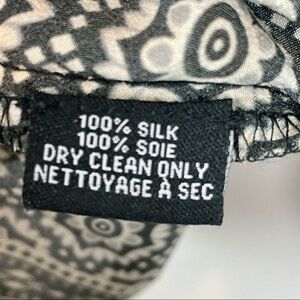 100% SILK
100% SOIE
DRY CLEAN ONLY
NETTOYAGE À SEC